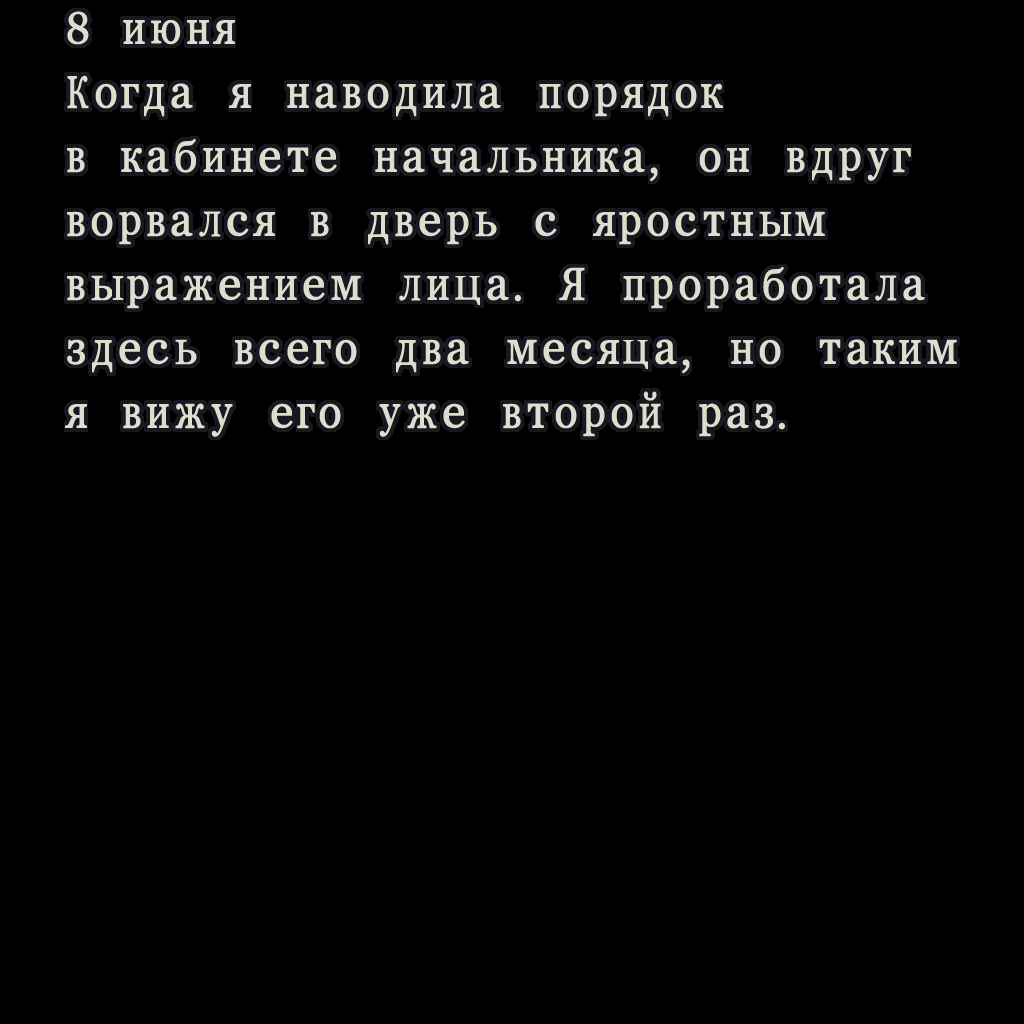 8 июня
Когда я наводила порядок
в кабинете начальника, он вдруг
ворвался в дверь с яростным
выражением лица. Я проработала
здесь всего два месяца, но таким
я вижу его уже второй раз.